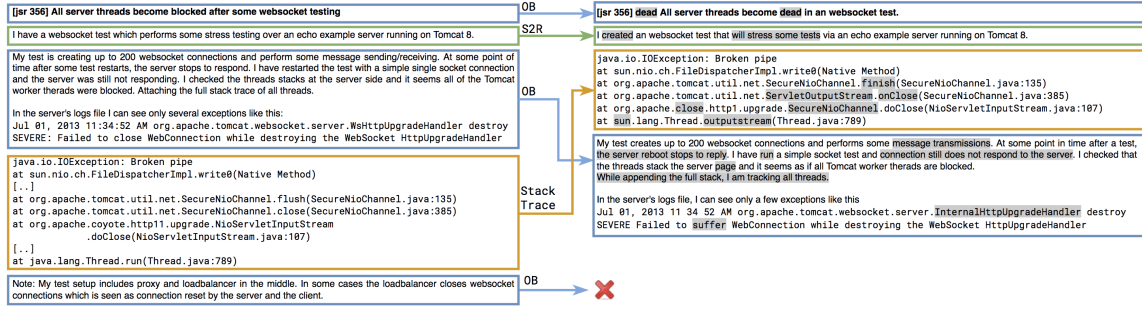 [jsr 356] All server threads become blocked after some websocket testing
OB
[jsr 356] dead All server threads become dead in an websocket test.
I have a websocket test which performs some stress testing over an echo example server running on Tomcat 8.
S2R
I created an websocket test that will stress some tests via an echo example server running on Tomcat 8.
My test is creating up to 200 websocket connections and perform some message sending/receiving. At some point of
time after some test restarts, the server stops to respond. I have restarted the test with a simple single socket connection
and the server was still not responding. I checked the threads stacks at the server side and it seems all of the Tomcat
worker therads were blocked. Attaching the full stack trace of all threads.
In the server's logs file I can see only several exceptions like this:
Jul 01, 2013 11:34:52 AM org.apache.tomcat.websocket.server.WsHttpUpgradeHandler destroy
SEVERE: Failed to close WebConnection while destroying the WebSocket HttpUpgradeHandler
OB
java.io.IOException: Broken pipe
at sun.nio.ch.FileDispatcherImpl.write0(Native Method)
[..]
at org.apache.tomcat.util.net.SecureNioChannel.flush(SecureNioChannel.java:135)
at org.apache.tomcat.util.net.SecureNioChannel.close(SecureNioChannel.java:385)
at org.apache.coyote.http11.upgrade.NioServletInputStream
.doClose(NioServletInputStream.java:107)
[..]
at java.lang.Thread.run(Thread.java:789)
Stack
Trace
java.io.IOException: Broken pipe
at sun.nio.ch.FileDispatcherImpl.write0(Native Method)
at org.apache.tomcat.util.net.SecureNioChannel.finish(SecureNioChannel.java:135)
at org.apache.tomcat.util.net.ServletOutputStream.onClose(SecureNioChannel.java:385)
at org.apache.close.http1.upgrade.SecureNioChannel.doClose(NioServletInputStream.java:107)
at sun.lang.Thread.outputstream(Thread.java:789)
My test creates up to 200 websocket connections and performs some message transmissions. At some point in time after a test,
the server reboot stops to reply. I have run a simple socket test and connection still does not respond to the server. I checked that
the threads stack the server page and it seems as if all Tomcat worker therads are blocked.
While appending the full stack, I am tracking all threads.
In the server's logs file, I can see only a few exceptions like this
Jul 01, 2013 11 34 52 AM org.apache.tomcat.websocket.server.InternalHttpUpgradeHandler destroy
SEVERE Failed to suffer WebConnection while destroying the WebSocket HttpUpgradeHandler
Note: My test setup includes proxy and loadbalancer in the middle. In some cases the loadbalancer closes websocket
connections which is seen as connection reset by the server and the client.
OB